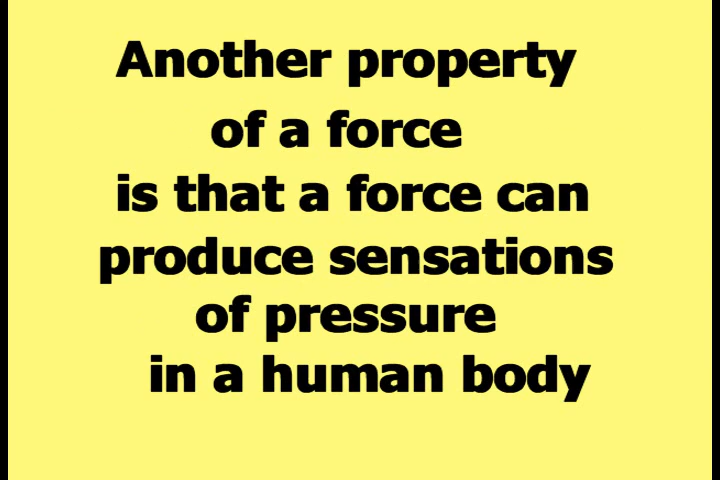 Another property
of a force
is that a force can
produce sensations
of pressure
in a human body